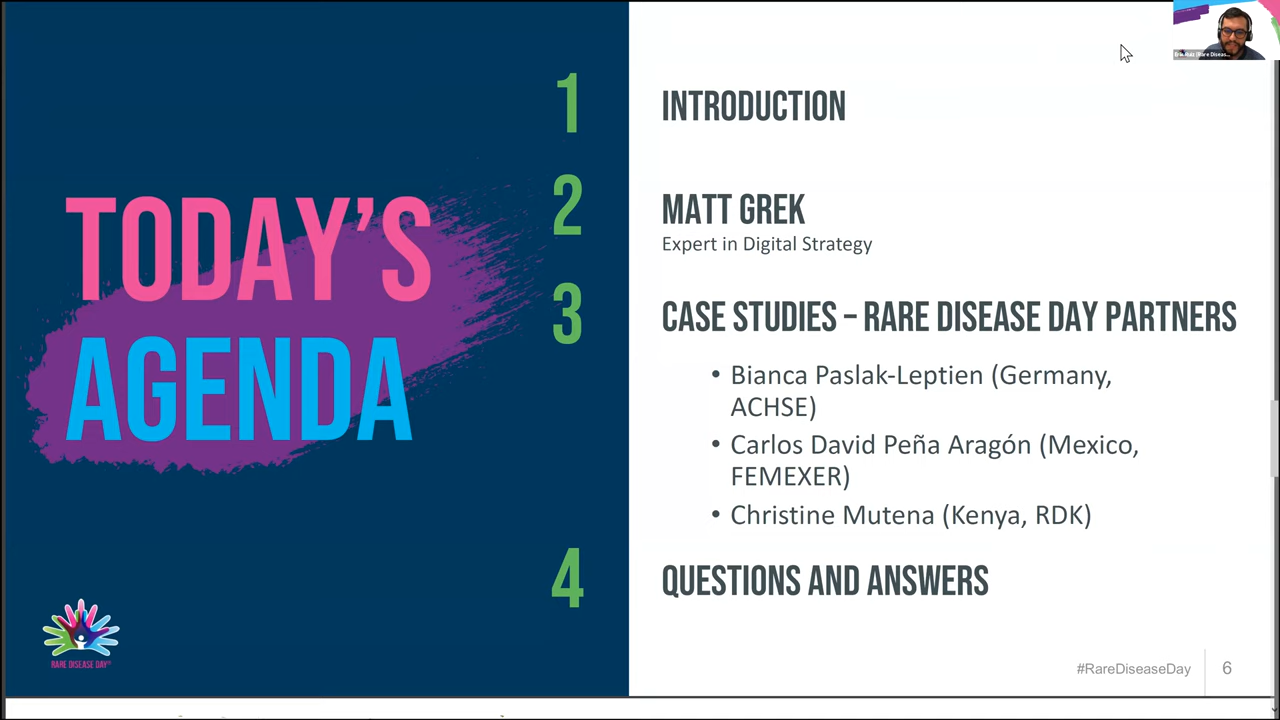 TODAY'S
AGENDA
1
INTRODUCTION
2
MATT GREK
Expert in Digital Strategy
3
CASE STUDIES – RARE DISEASE DAY PARTNERS
• Bianca Paslak-Leptien (Germany,
ACHSE)
• Carlos David Peña Aragón (Mexico,
FEMEXER)
• Christine Mutena (Kenya, RDK)
4
QUESTIONS AND ANSWERS
RARE DISEASE DAY®
#RareDiseaseDay
6